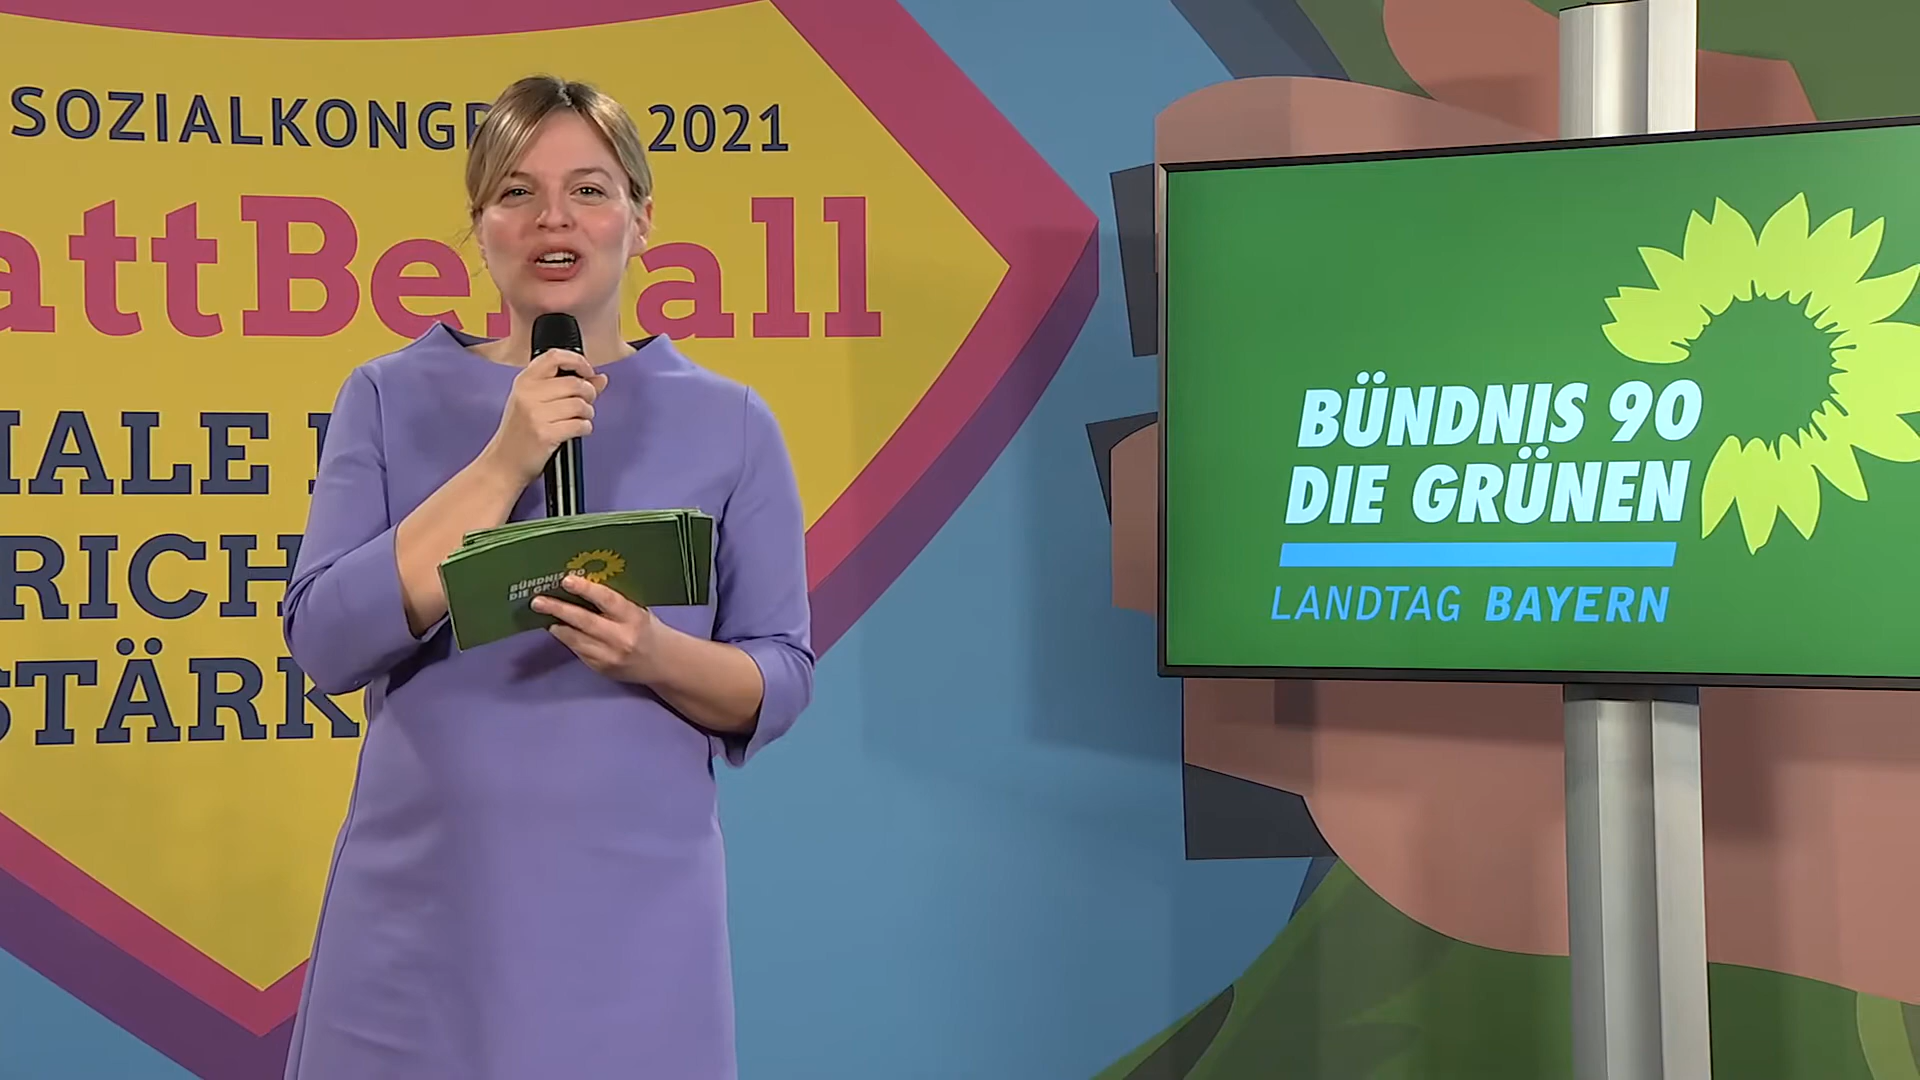 SOZIALKONGR 2021
attBe all
IALE
RICH
STÄRK
BÜNDNIS 90
DIE GRÜNEN
LANDTAG BAYERN
BÜNDNIS 90
DIE GRÜ